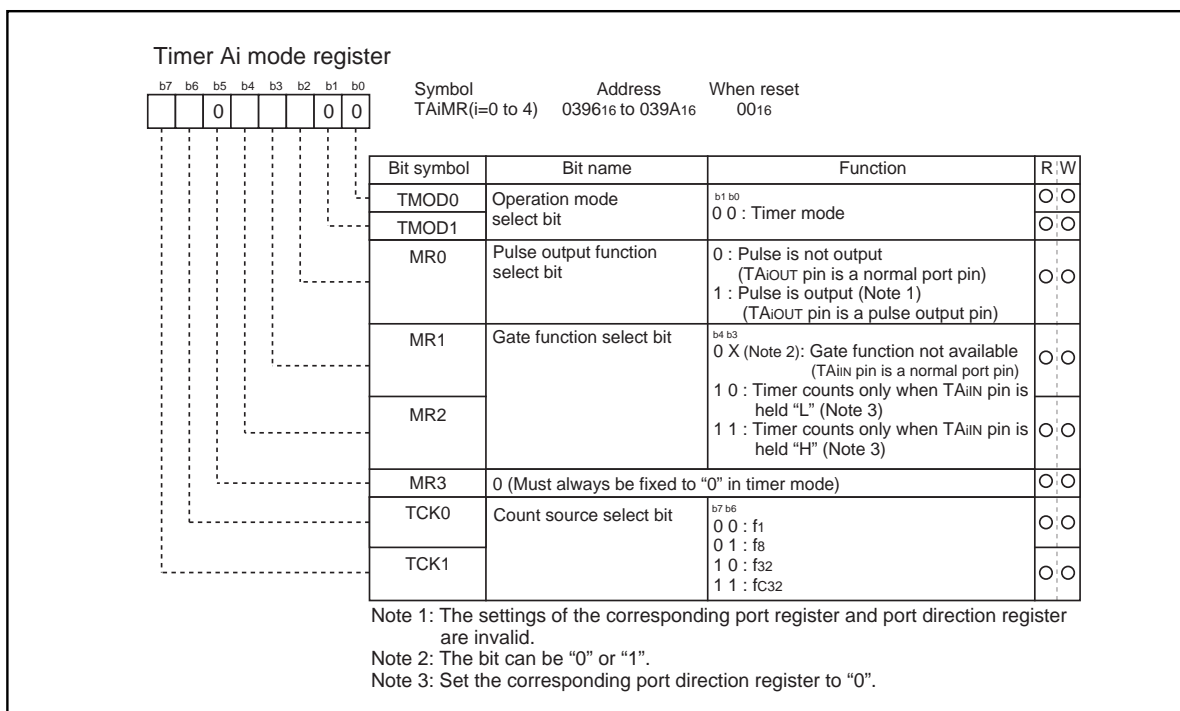 Timer Ai mode register
b7 b6 b5 b4 b3 b2 b1 b0
0 0 0
Symbol Address When reset
TAiMR(i=0 to 4) 039616 to 039A16 0016
Bit symbol Bit name Function R W
TMOD0 Operation mode select bit
b1 b0
0 0 : Timer mode
TMOD1
MR0 Pulse output function select bit
0 : Pulse is not output
(TAiOUT pin is a normal port pin)
1 : Pulse is output (Note 1)
(TAiOUT pin is a pulse output pin)
MR1 Gate function select bit
b4 b3
0 X (Note 2): Gate function not available
(TAiIN pin is a normal port pin)
1 0 : Timer counts only when TAiIN pin is
held “L” (Note 3)
MR2
1 1 : Timer counts only when TAiIN pin is
held “H” (Note 3)
MR3 0 (Must always be fixed to “0” in timer mode)
TCK0 Count source select bit
b7 b6
0 0 : f1
0 1 : f8
TCK1
1 0 : f32
1 1 : fC32
Note 1: The settings of the corresponding port register and port direction register
are invalid.
Note 2: The bit can be “0” or “1”.
Note 3: Set the corresponding port direction register to “0”.